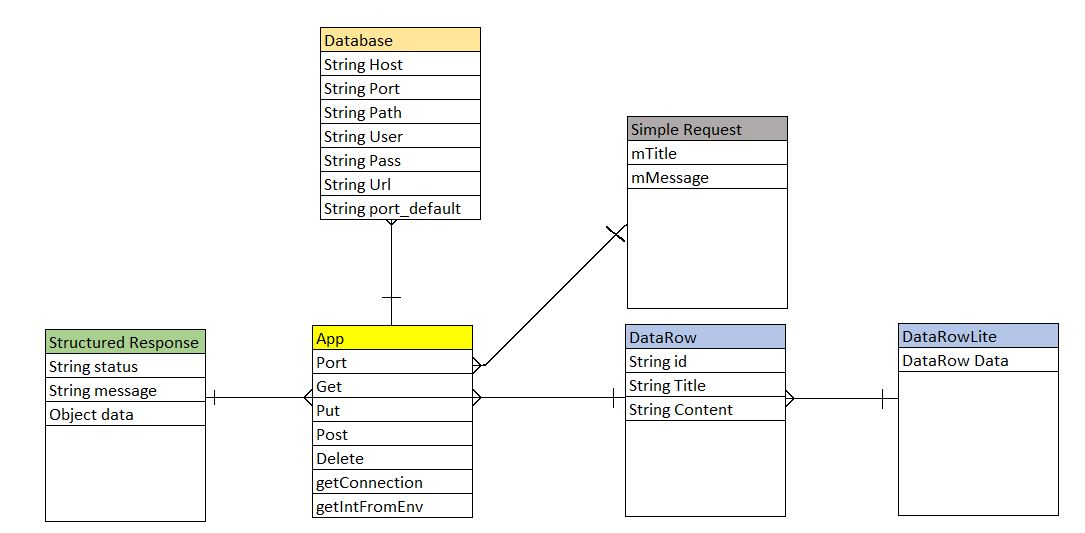 Database
String Host
String Port
String Path
String User
String Pass
String Url
String port_default
Simple Request
mTitle
mMessage
Structured Response
String status
String message
Object data
App
Port
Get
Put
Post
Delete
getConnection
getIntFromEnv
DataRow
String id
String Title
String Content
DataRowLite
DataRow Data